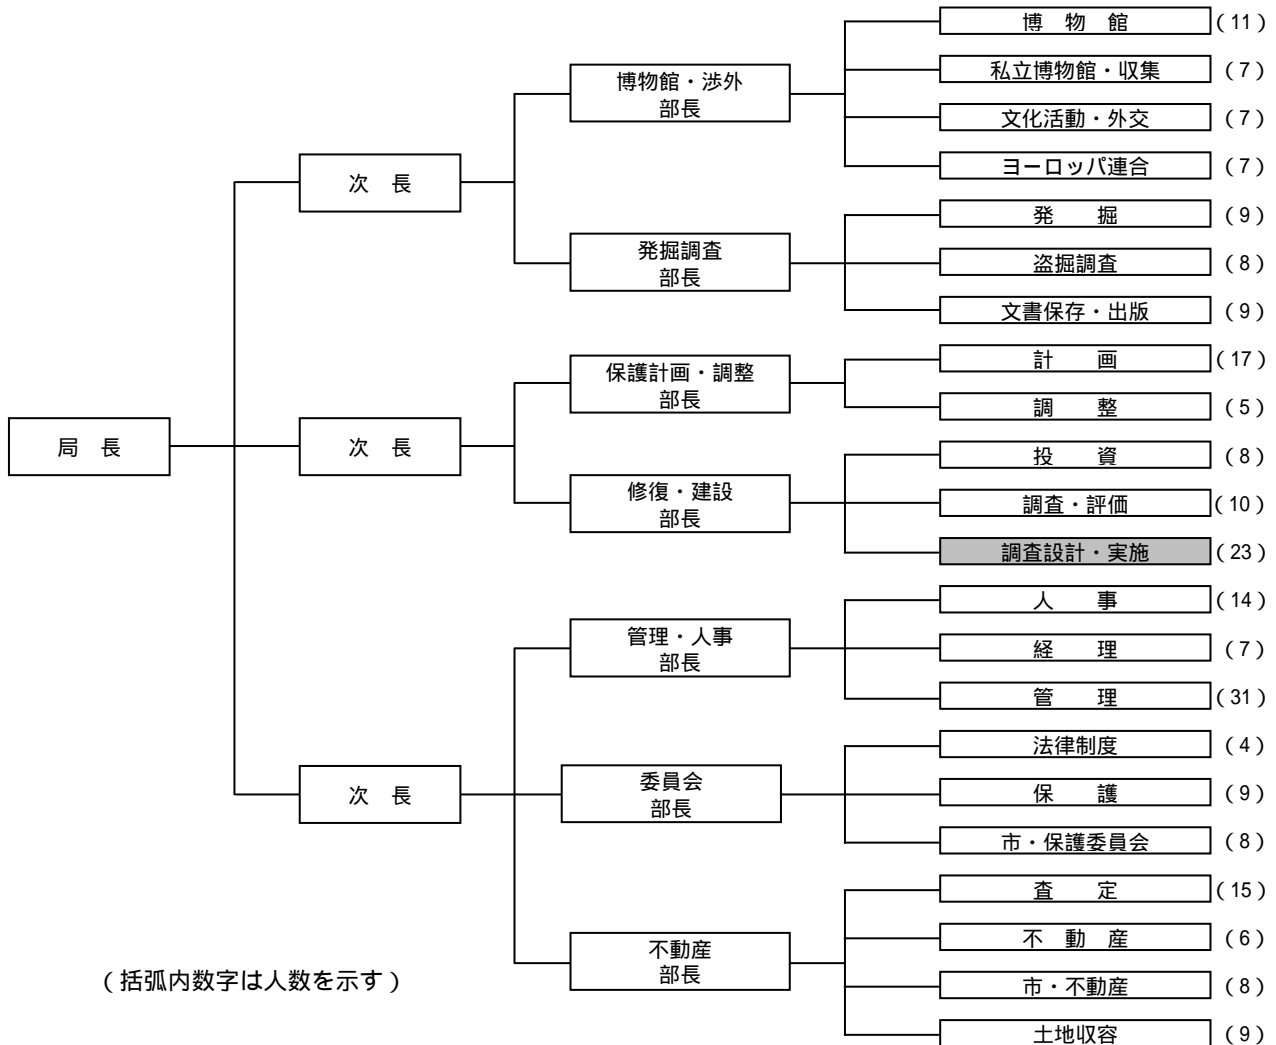 局　長
次　長
博物館・渉外
部長
博　物　館 （11）
私立博物館・収集 （7）
文化活動・外交 （7）
ヨーロッパ連合 （7）
発掘調査
部長
発　　掘 （9）
盗掘調査 （8）
文書保存・出版 （9）
次　長
保護計画・調整
部長
計　　画 （17）
調　　整 （5）
修復・建設
部長
投　　資 （8）
調査・評価 （10）
調査設計・実施 （23）
次　長
管理・人事
部長
人　　事 （14）
経　　理 （7）
管　　理 （31）
委員会
部長
法律制度 （4）
保　　護 （9）
市・保護委員会 （8）
不動産
部長
査　　定 （15）
不　動　産 （6）
市・不動産 （8）
土地収容 （9）
（括弧内数字は人数を示す）